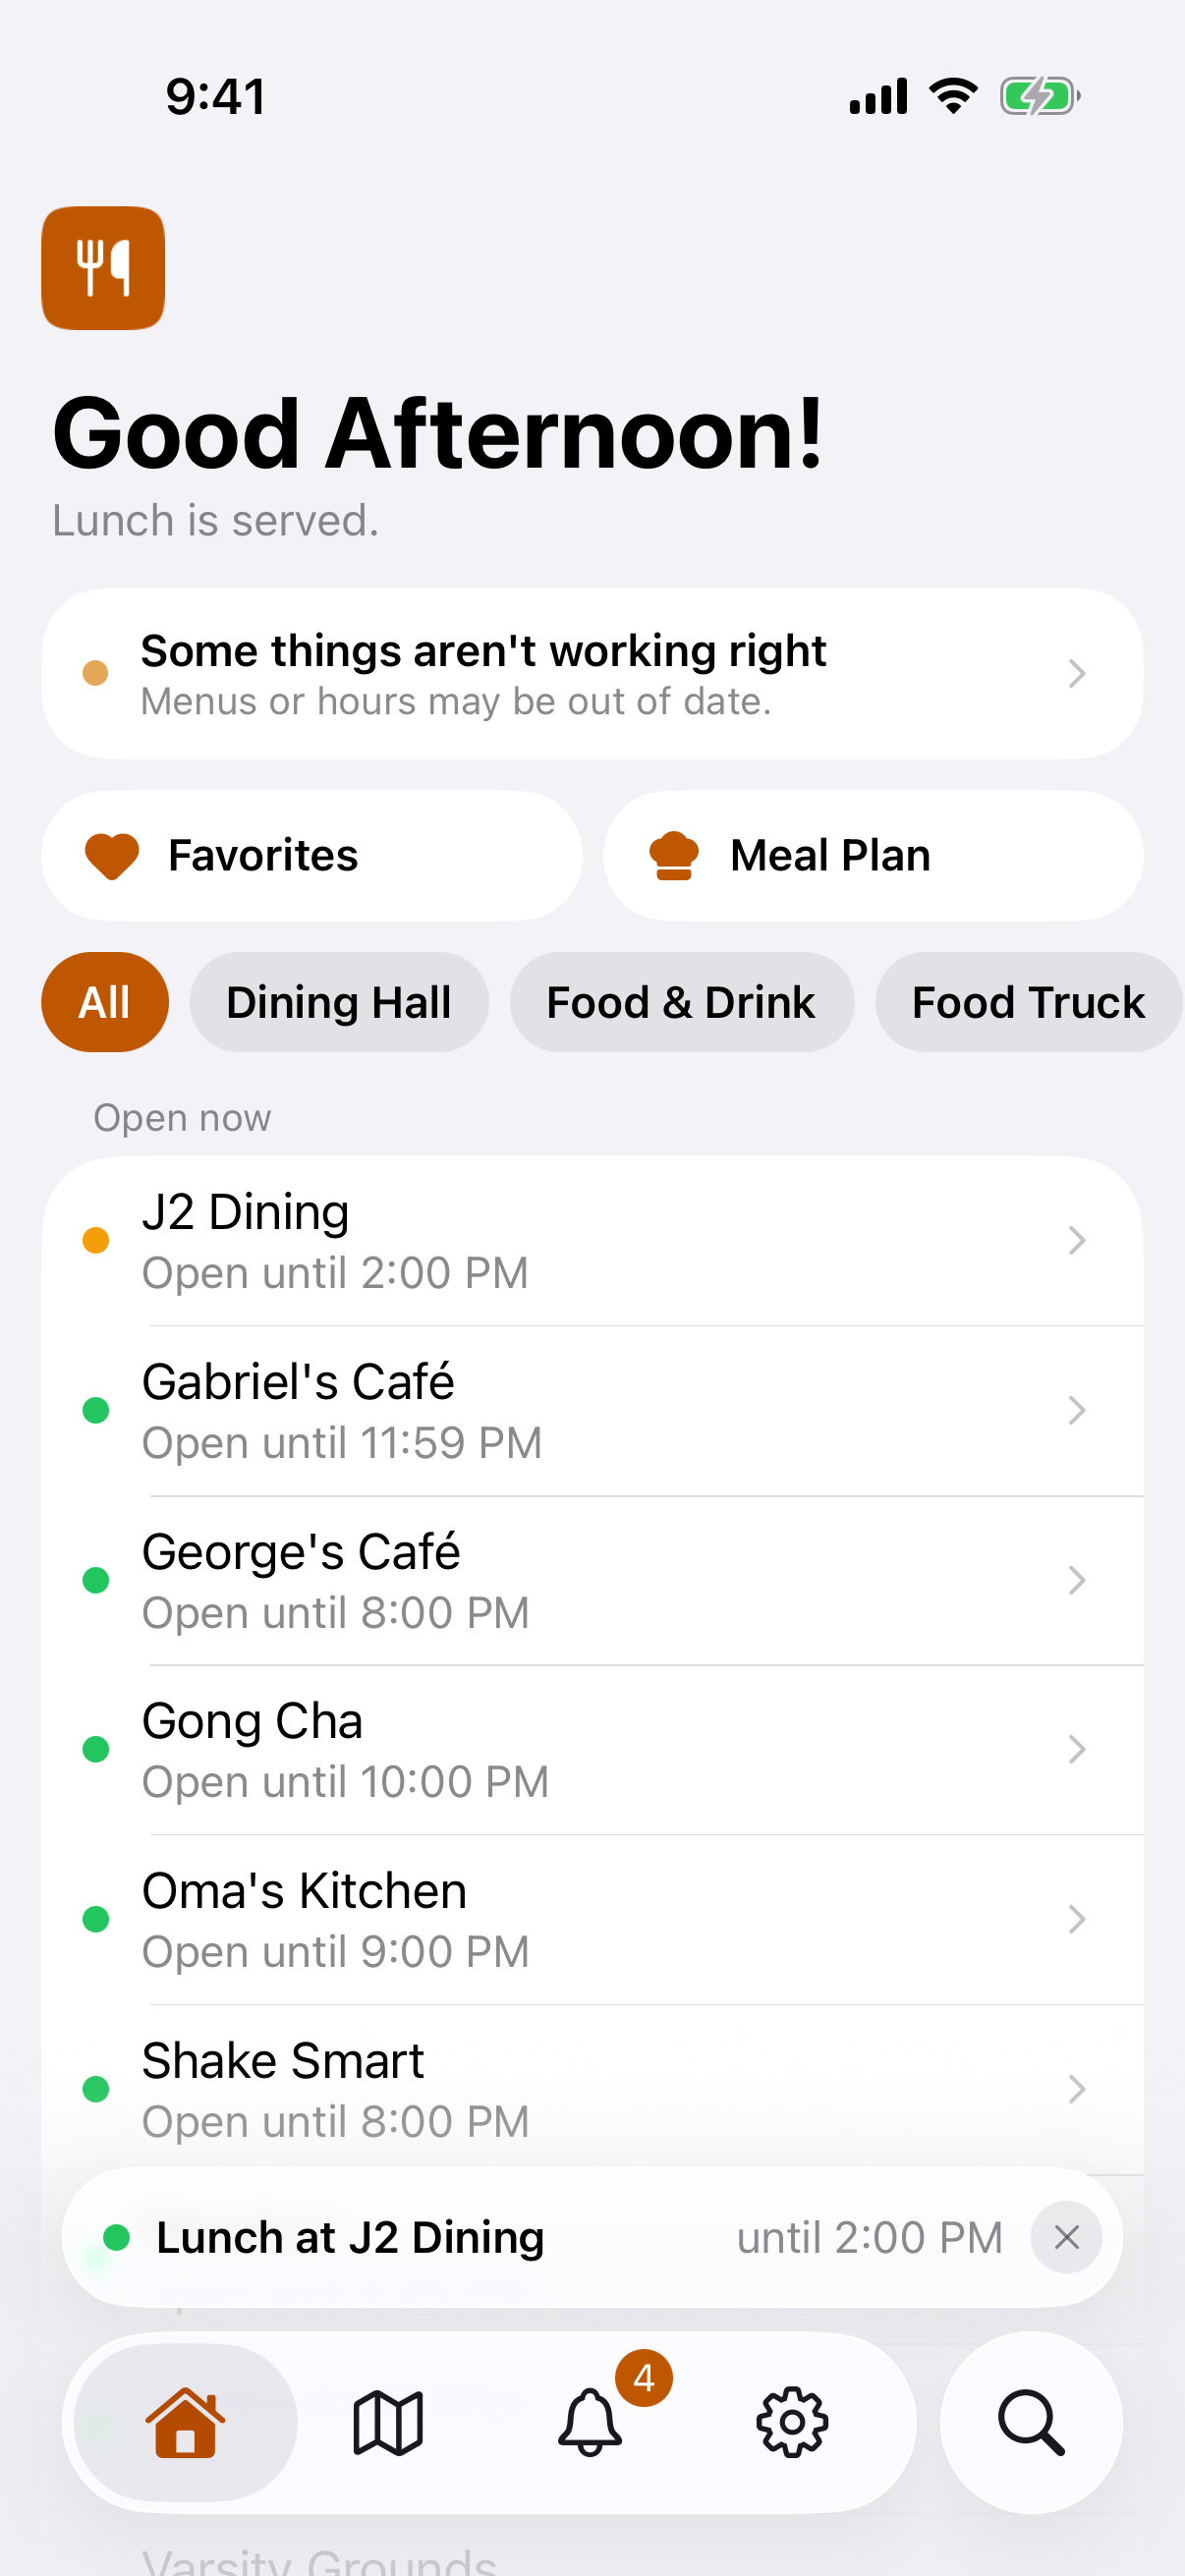 9:41
Good Afternoon!
Lunch is served.
Some things aren't working right
Menus or hours may be out of date.
Favorites
Meal Plan
All
Dining Hall
Food & Drink
Food Truck
Open now
J2 Dining
Open until 2:00 PM
Gabriel's Café
Open until 11:59 PM
George's Café
Open until 8:00 PM
Gong Cha
Open until 10:00 PM
Oma's Kitchen
Open until 9:00 PM
Shake Smart
Open until 8:00 PM
Lunch at J2 Dining
until 2:00 PM
4
Varsity Grounds